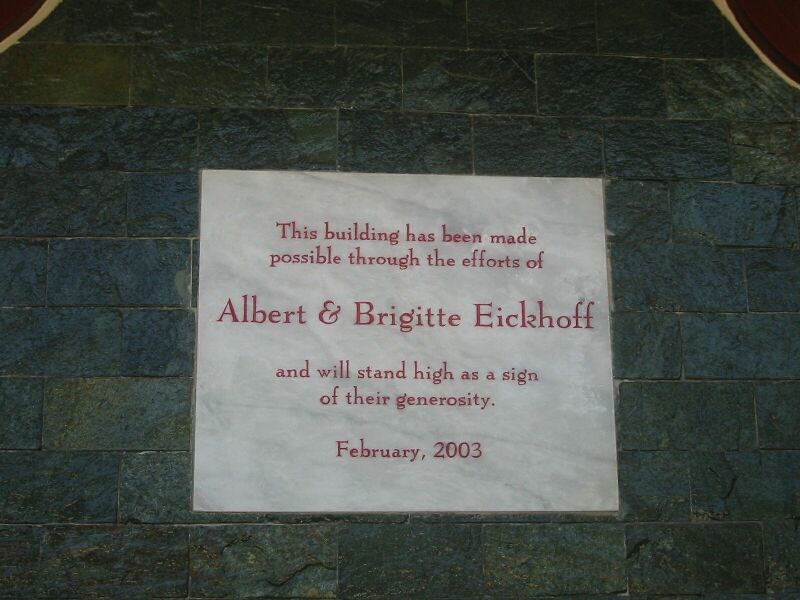 This building has been made
possible through the efforts of
Albert & Brigitte Eickhoff
and will stand high as a sign
of their generosity.
February, 2003